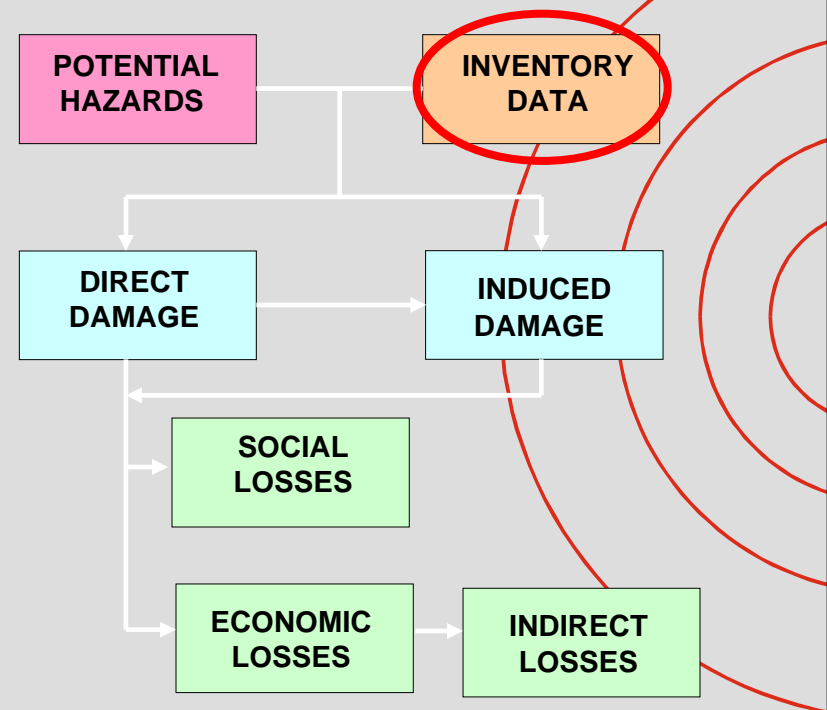 POTENTIAL
HAZARDS
INVENTORY
DATA
DIRECT
DAMAGE
INDUCED
DAMAGE
SOCIAL
LOSSES
ECONOMIC
LOSSES
INDIRECT
LOSSES